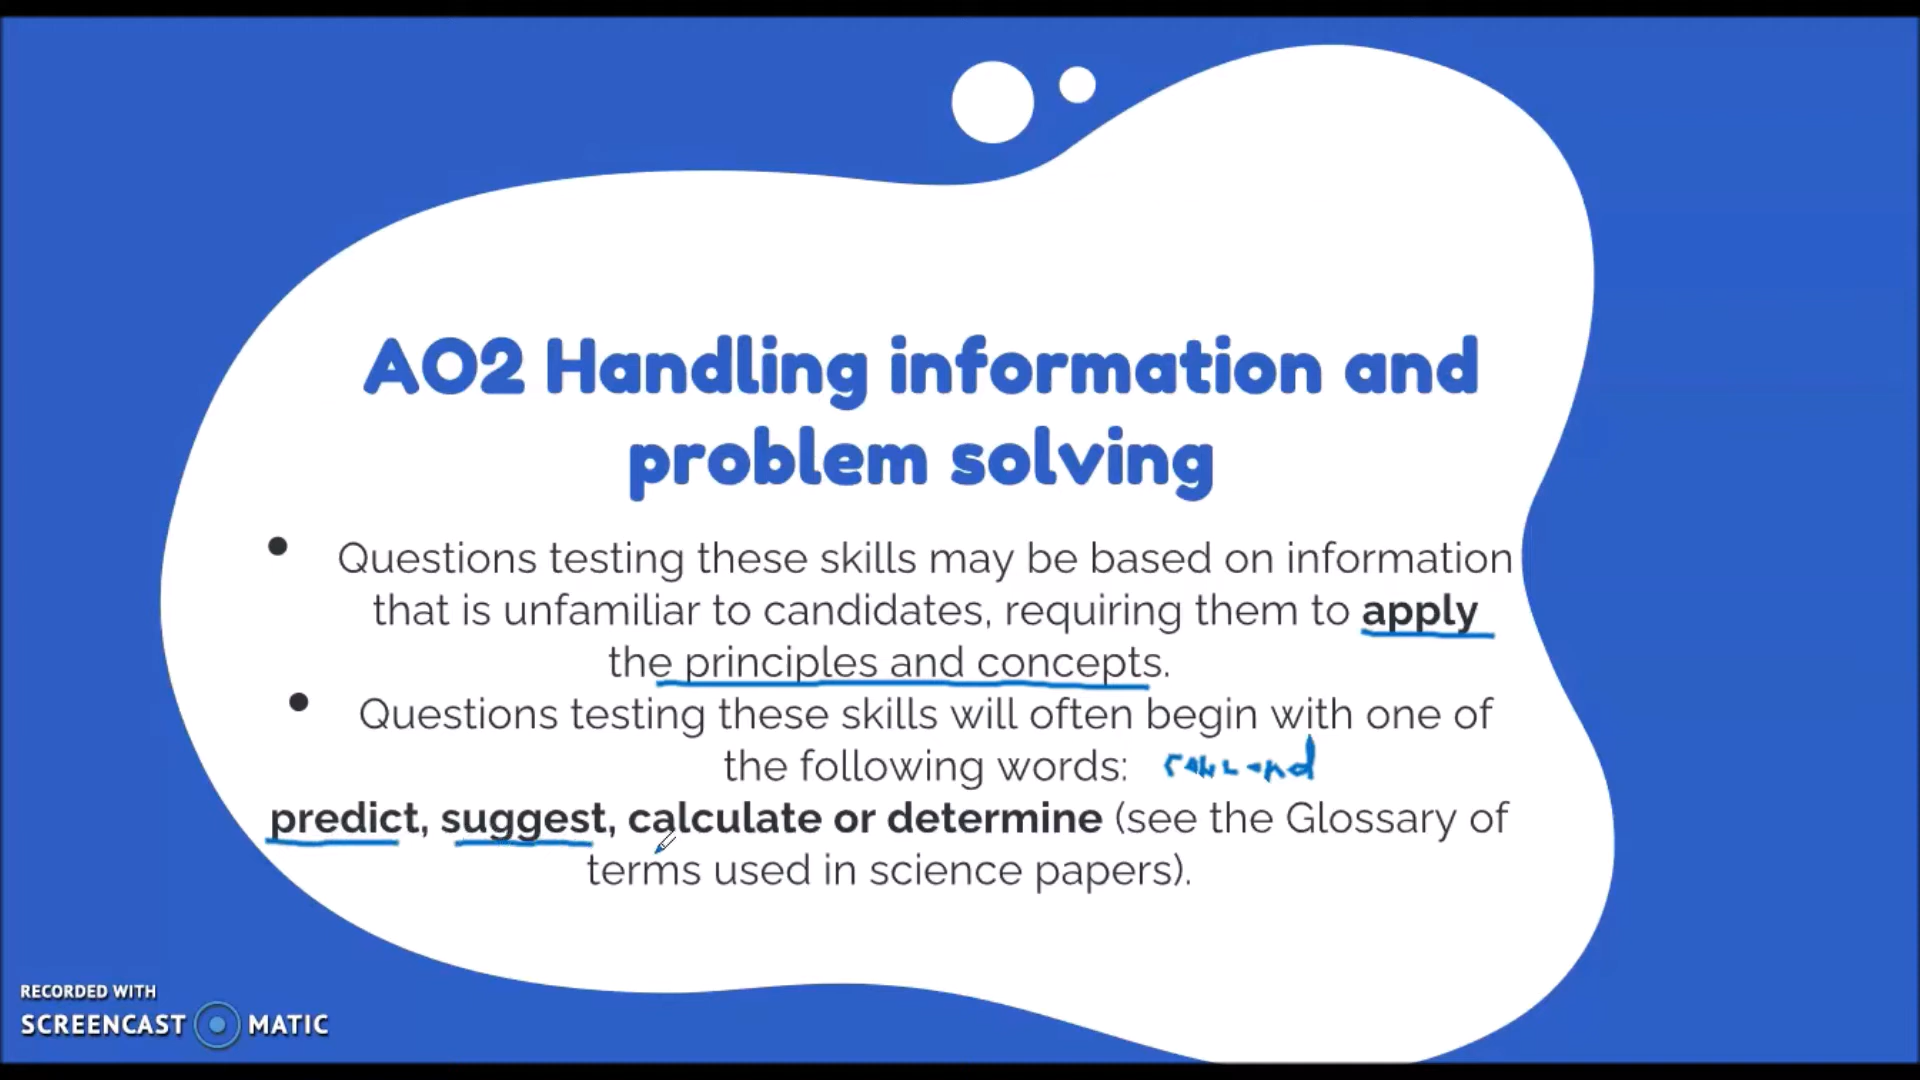 AO2 Handling information and
problem solving
• Questions testing these skills may be based on information
that is unfamiliar to candidates, requiring them to apply
the principles and concepts.
• Questions testing these skills will often begin with one of
the following words:
predict, suggest, calculate or determine (see the Glossary of
terms used in science papers).
RECORDED WITH
SCREENCAST MATIC